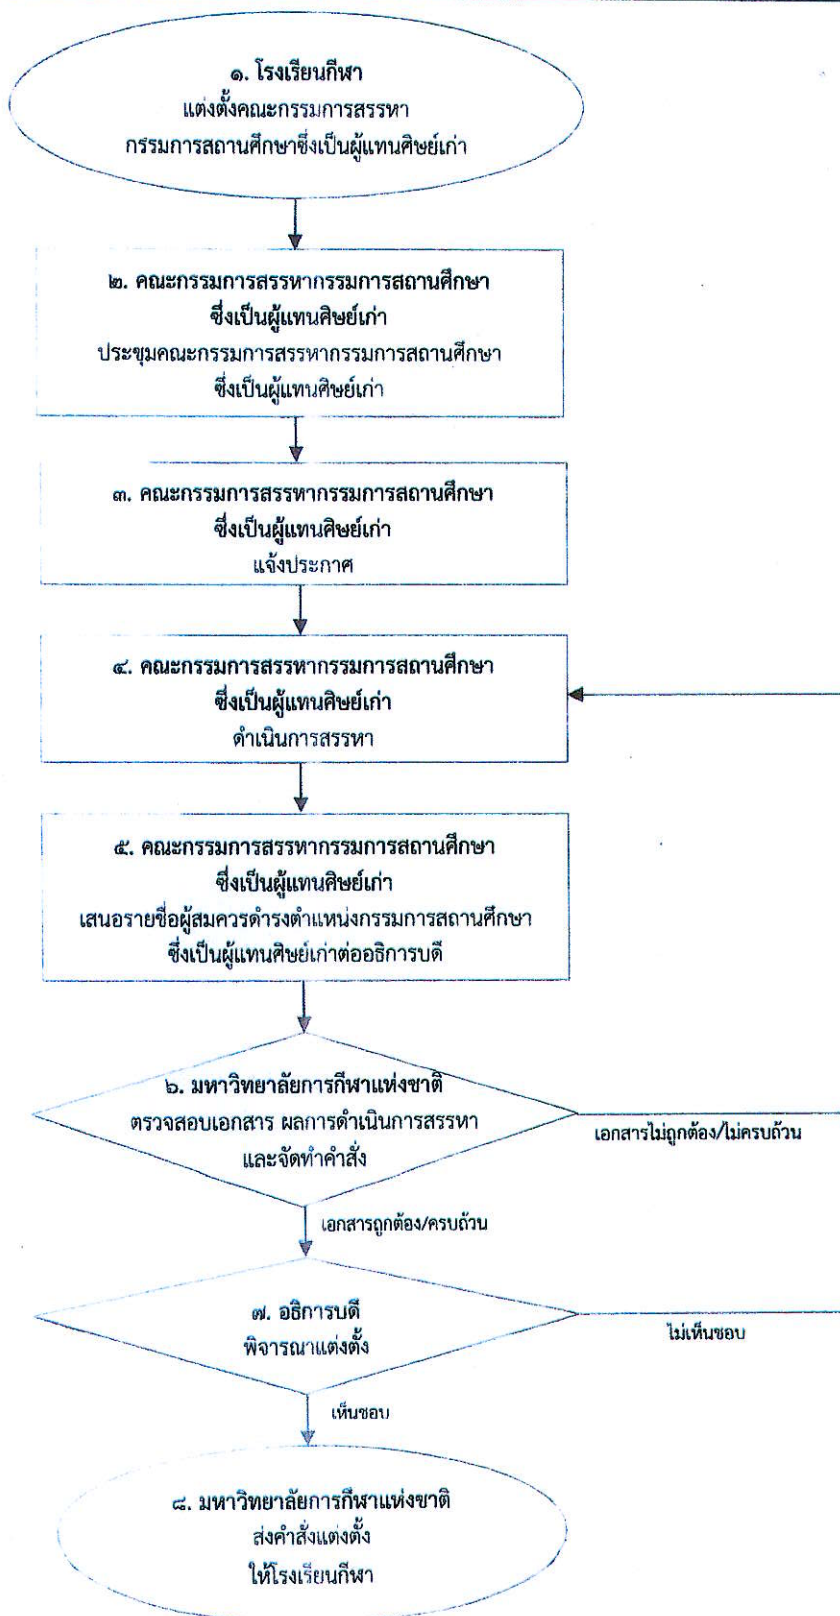 ๑. โรงเรียนกีฬา
แต่งตั้งคณะกรรมการสรรหา
กรรมการสถานศึกษาซึ่งเป็นผู้แทนศิษย์เก่า
๒. คณะกรรมการสรรหากรรมการสถานศึกษา
ซึ่งเป็นผู้แทนศิษย์เก่า
ประชุมคณะกรรมการสรรหากรรมการสถานศึกษา
ซึ่งเป็นผู้แทนศิษย์เก่า
๓. คณะกรรมการสรรหากรรมการสถานศึกษา
ซึ่งเป็นผู้แทนศิษย์เก่า
แจ้งประกาศ
๔. คณะกรรมการสรรหากรรมการสถานศึกษา
ซึ่งเป็นผู้แทนศิษย์เก่า
ดำเนินการสรรหา
๕. คณะกรรมการสรรหากรรมการสถานศึกษา
ซึ่งเป็นผู้แทนศิษย์เก่า
เสนอรายชื่อผู้สมควรดำรงตำแหน่งกรรมการสถานศึกษา
ซึ่งเป็นผู้แทนศิษย์เก่าต่ออธิการบดี
๖. มหาวิทยาลัยการกีฬาแห่งชาติ
ตรวจสอบเอกสาร ผลการดำเนินการสรรหา
และจัดทำคำสั่ง
เอกสารไม่ถูกต้อง/ไม่ครบถ้วน
เอกสารถูกต้อง/ครบถ้วน
๗. อธิการบดี
พิจารณาแต่งตั้ง
ไม่เห็นชอบ
เห็นชอบ
๘. มหาวิทยาลัยการกีฬาแห่งชาติ
ส่งคำสั่งแต่งตั้ง
ให้โรงเรียนกีฬา